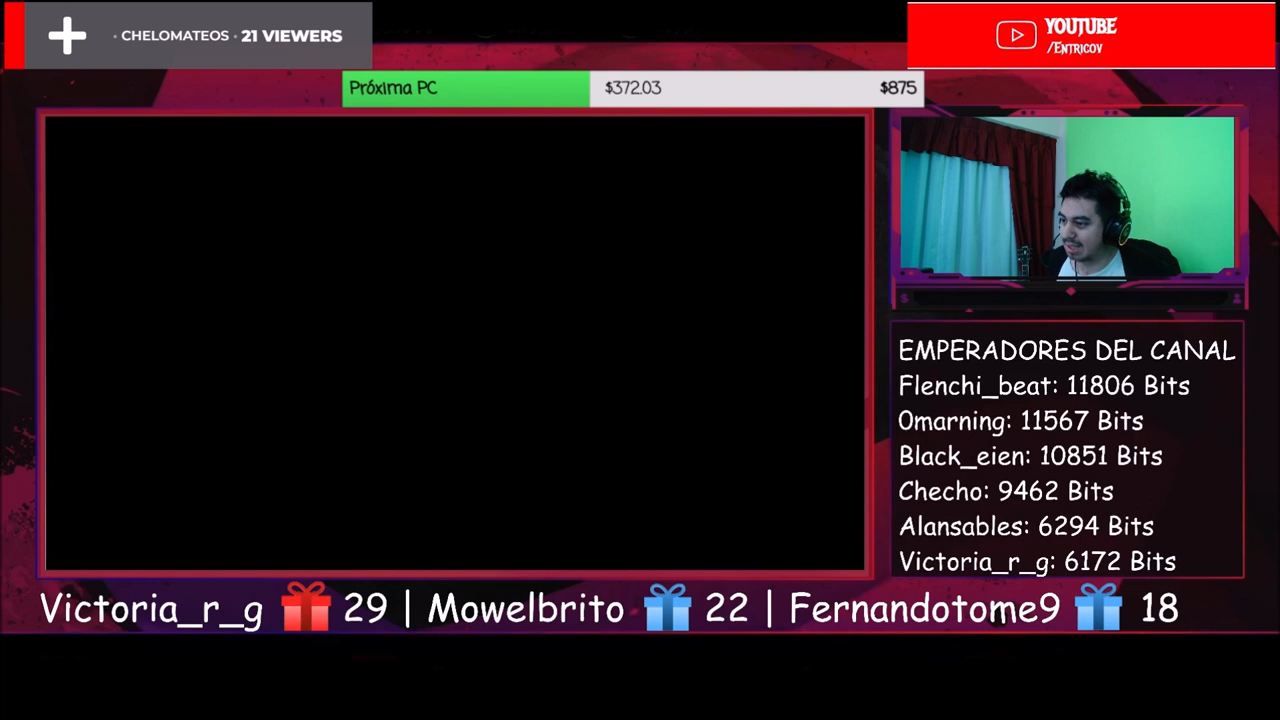 · CHELOMATEOS · 21 VIEWERS
YOUTUBE
/ENTRICOV
Próxima PC $372.03 $875
EMPERADORES DEL CANAL
Flenchi_beat: 11806 Bits
Omarning: 11567 Bits
Black_eien: 10851 Bits
Checho: 9462 Bits
Alansables: 6294 Bits
Victoria_r_g: 6172 Bits
Victoria_r_g 29 | Mowelbrito 22 | Fernandotome9 18